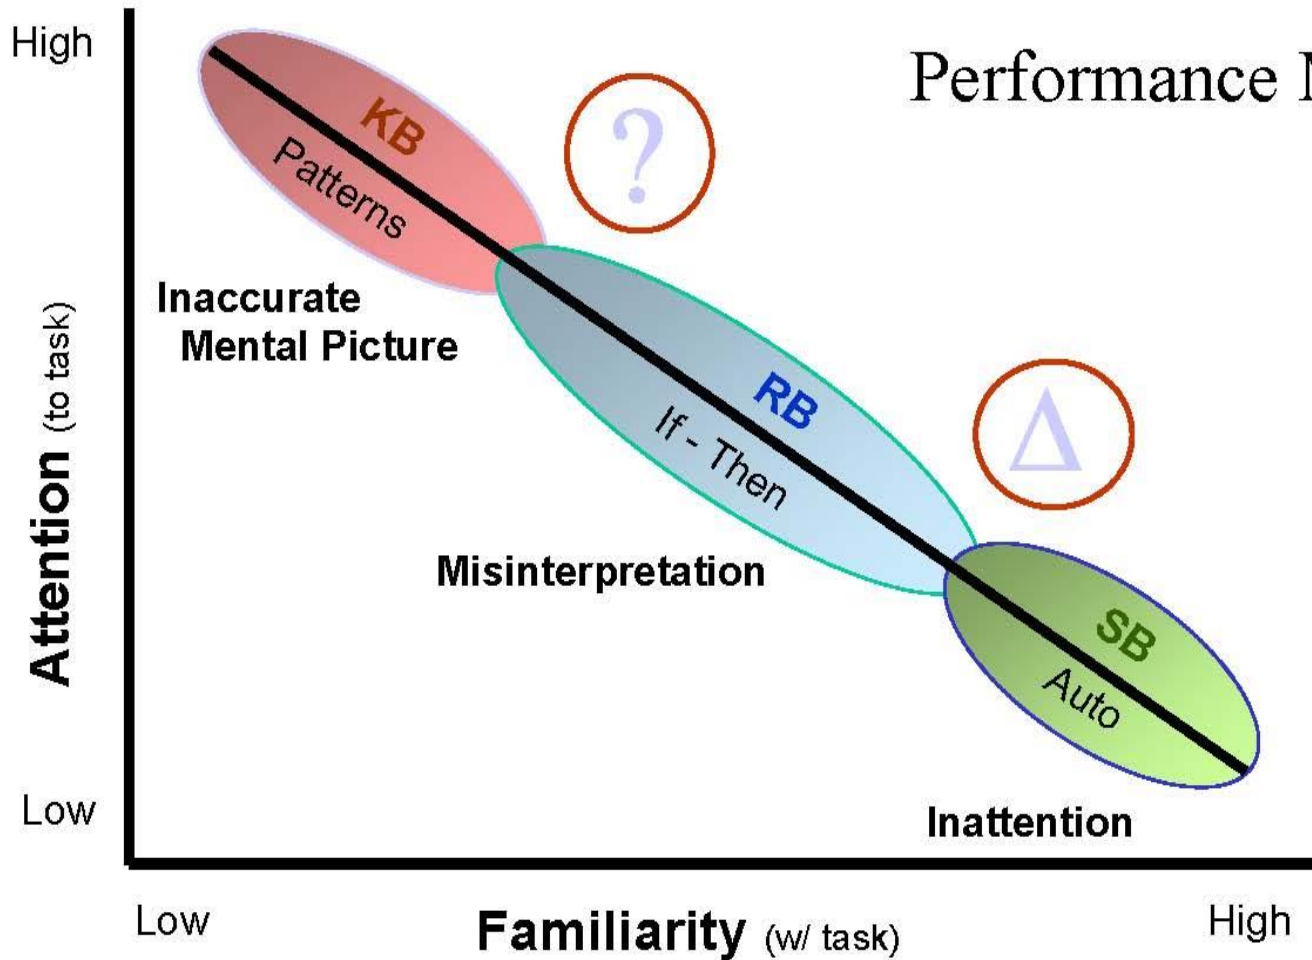 Performance M
High
KB
Patterns
?
Inaccurate
Mental Picture
RB
If - Then
Δ
Misinterpretation
SB
Auto
Inattention
Attention (to task)
Low
Low
Familiarity (w/ task)
High